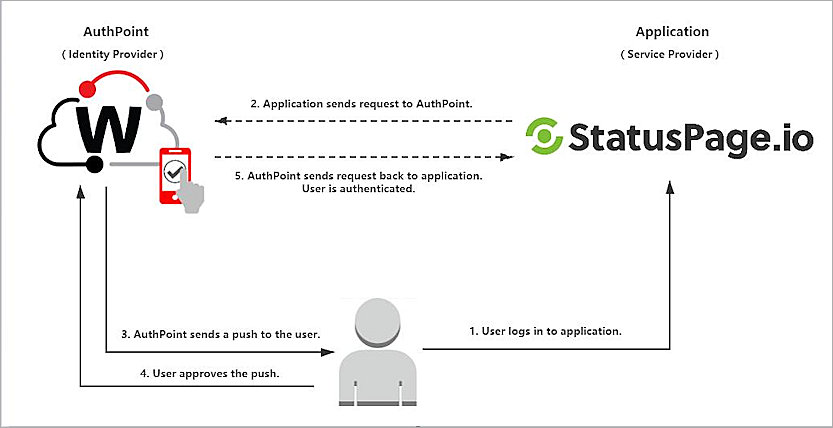 AuthPoint
( Identity Provider )
Application
( Service Provider )
W
StatusPage.io
2. Application sends request to AuthPoint.
5. AuthPoint sends request back to application.
User is authenticated.
3. AuthPoint sends a push to the user.
4. User approves the push.
1. User logs in to application.